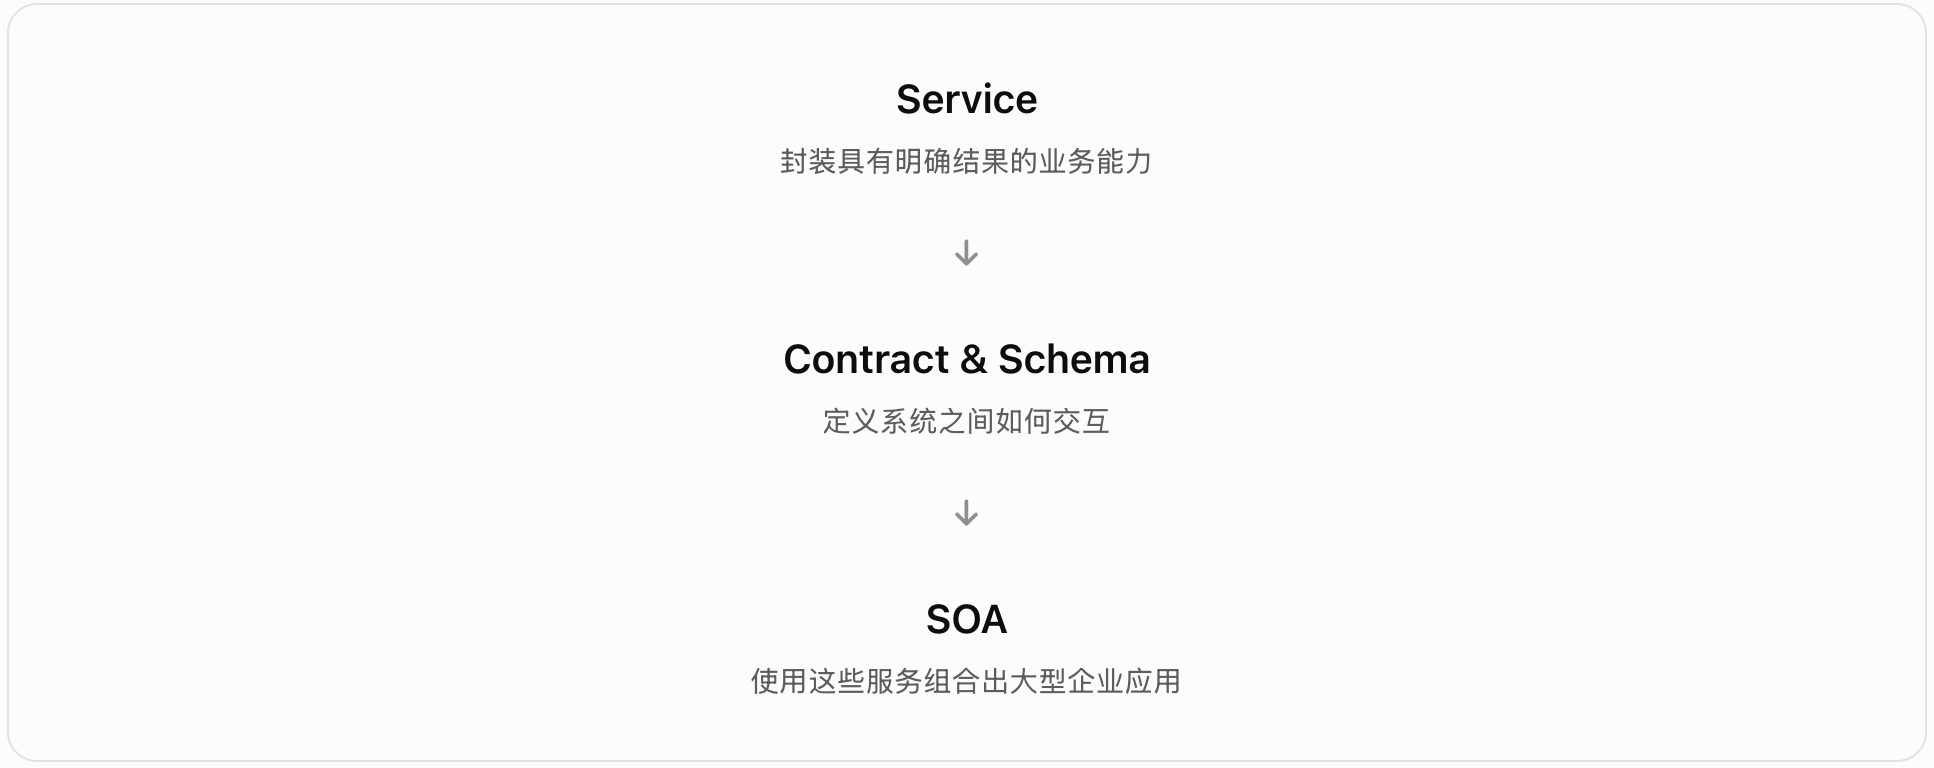 Service
封装具有明确结果的业务能力
Contract & Schema
定义系统之间如何交互
SOA
使用这些服务组合出大型企业应用